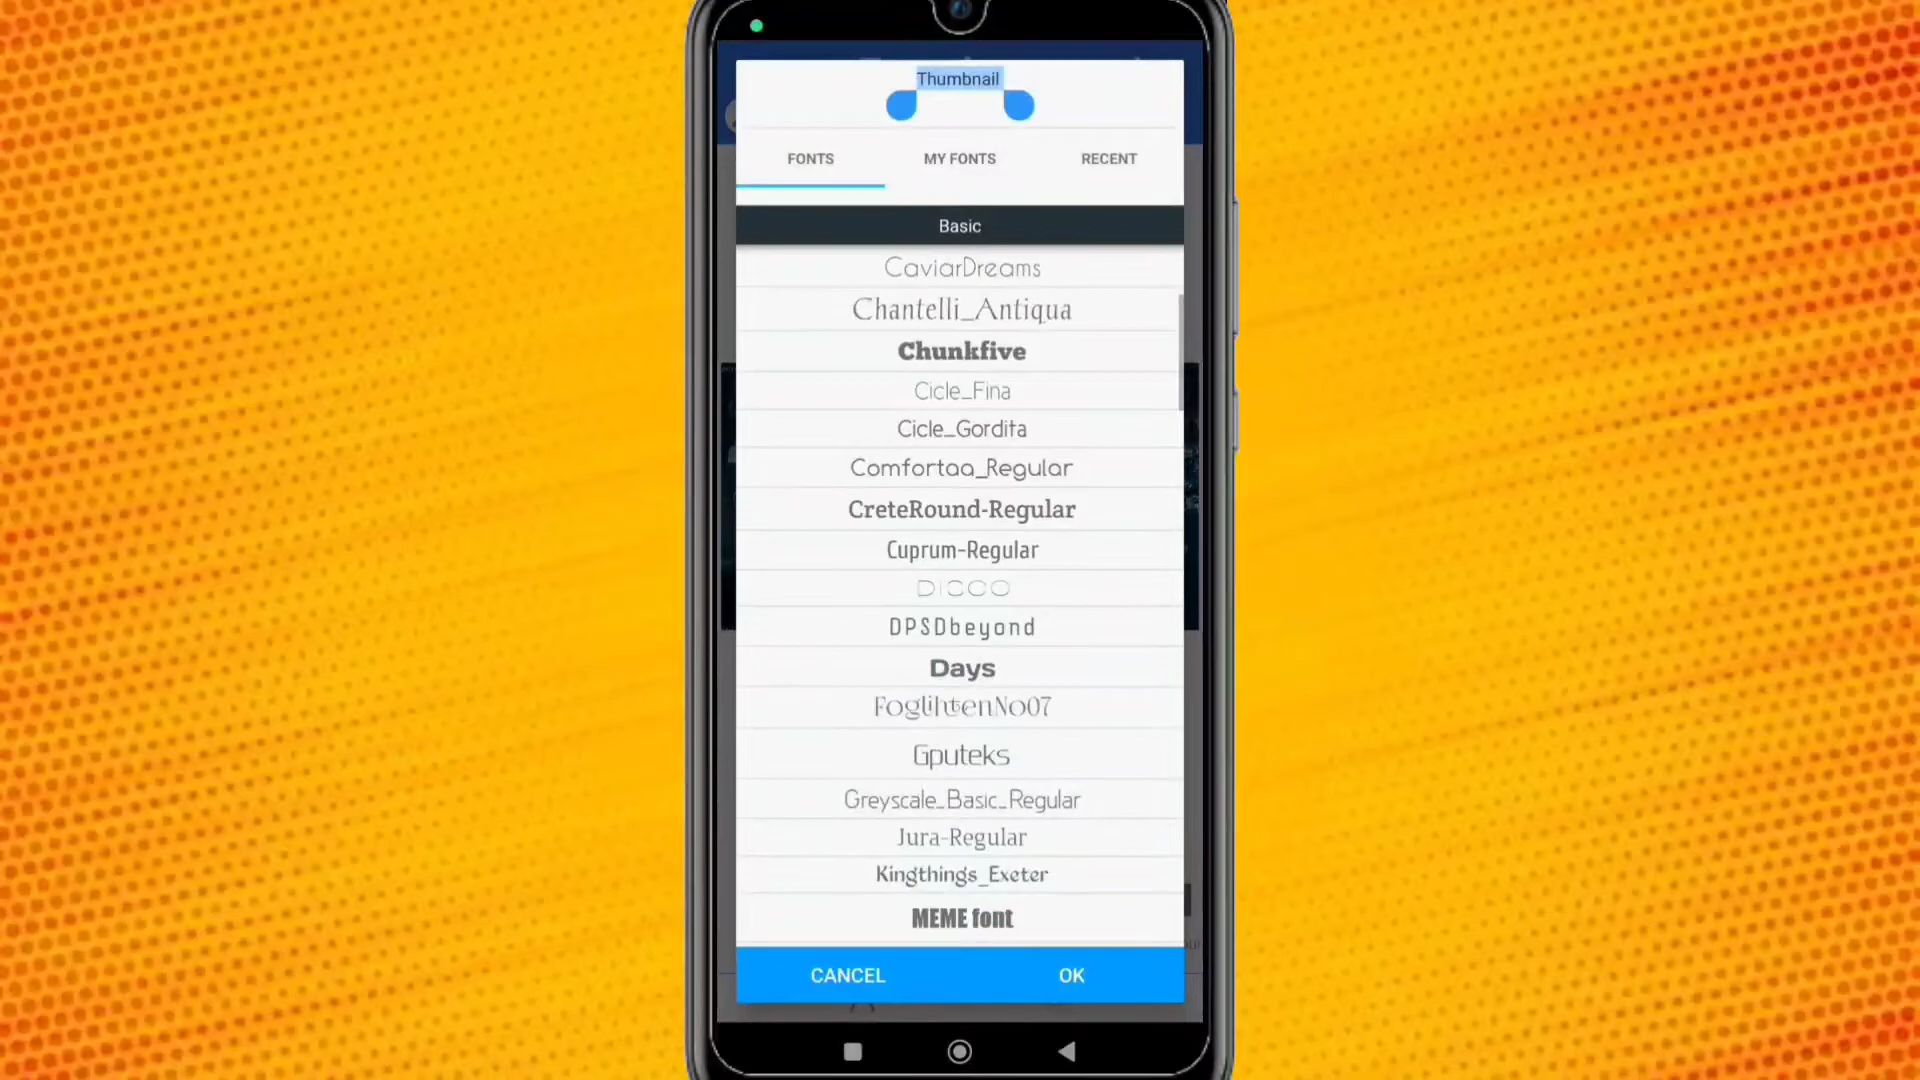 Thumbnail
FONTS MY FONTS RECENT
Basic
CaviarDreams
Chantelli_Antiqua
Chunkfive
Cicle_Fina
Cicle_Gordita
Comfortaa_Regular
CreteRound-Regular
Cuprum-Regular
DICCO
DPSDbeyond
Days
FoglihtenNo07
Gputeks
Greyscale_Basic_Regular
Jura-Regular
Kingthings_Exeter
MEME font
CANCEL OK